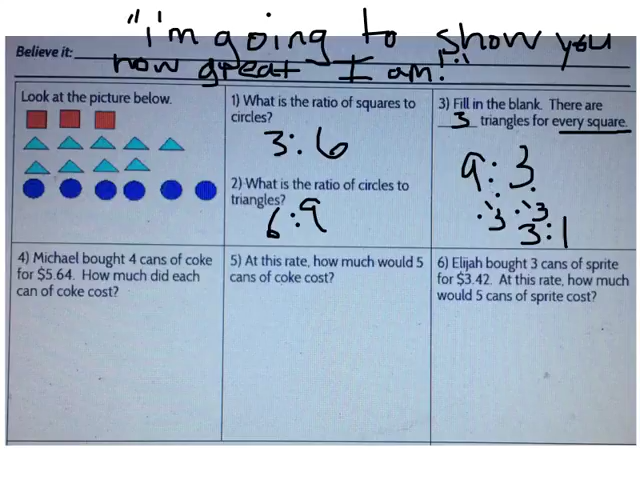 "i'm going to show you
Believe it:
how great I am."
Look at the picture below.
1) What is the ratio of squares to
circles?
3:6
2) What is the ratio of circles to
triangles?
6:9
3) Fill in the blank. There are
3 triangles for every square.
9:3
÷3 ÷3
3:1
4) Michael bought 4 cans of coke
for $5.64. How much did each
can of coke cost?
5) At this rate, how much would 5
cans of coke cost?
6) Elijah bought 3 cans of sprite
for $3.42. At this rate, how much
would 5 cans of sprite cost?